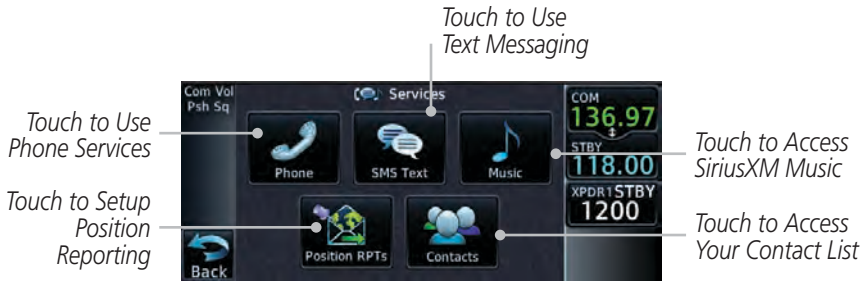 Touch to Use
Text Messaging
Touch to Use
Phone Services
Touch to Setup
Position
Reporting
Com Vol
Psh Sq
Services
Phone
SMS Text
Music
Position RPTs
Contacts
Back
COM
136.97
STBY
118.00
XPDR1 STBY
1200
Touch to Access
SiriusXM Music
Touch to Access
Your Contact List